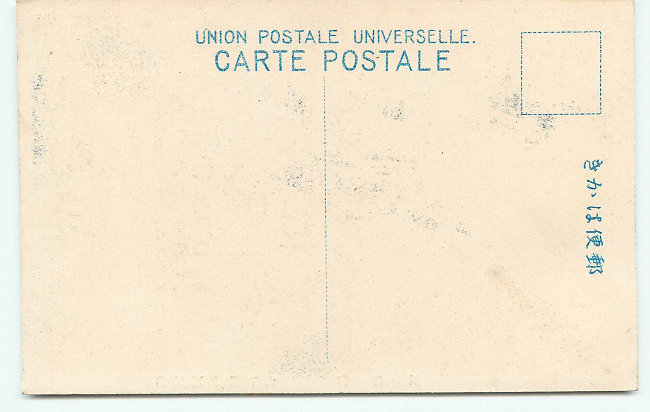 UNION POSTALE UNIVERSELLE.
CARTE POSTALE
郵便はかき